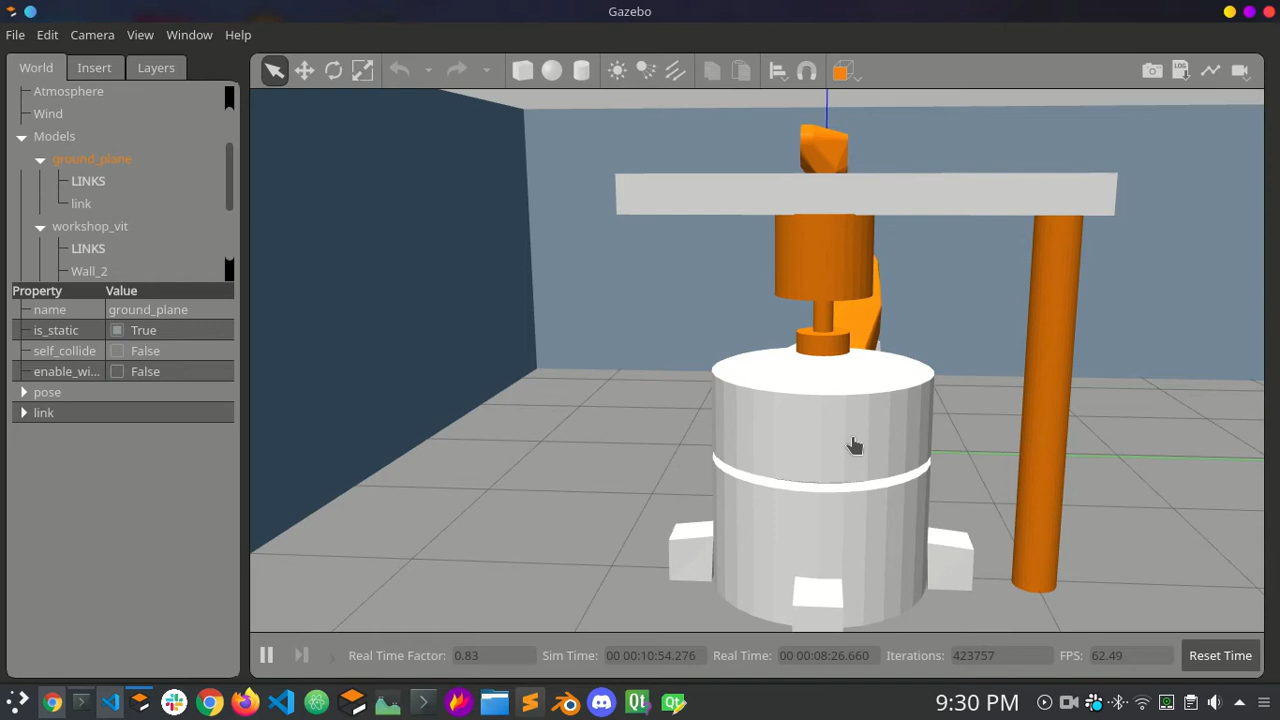 Gazebo
File Edit Camera View Window Help
World Insert Layers
Atmosphere
Wind
Models
ground_plane
LINKS
link
workshop_vit
LINKS
Wall_2
Property Value
name ground_plane
is_static True
self_collide False
enable_wi... False
pose
link
LOG
Real Time Factor: 0.83 Sim Time: 00 00:10:54.276 Real Time: 00 00:08:26.660 Iterations: 423757 FPS: 62.49 Reset Time
Qt Qt
9:30 PM